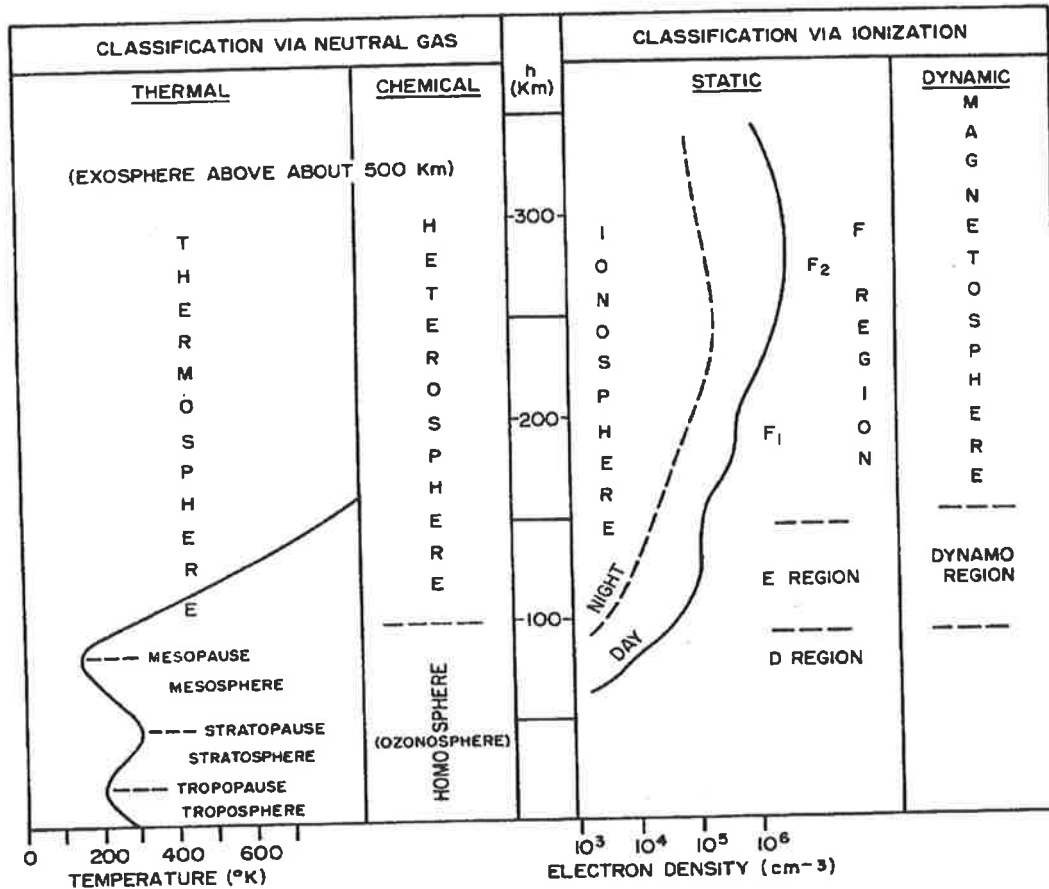 CLASSIFICATION VIA NEUTRAL GAS
THERMAL
CHEMICAL
(EXOSPHERE ABOVE ABOUT 500 Km)
THERMOSPHERE
HETEROSPHERE
MESOPAUSE
MESOSPHERE
STRATOPAUSE
STRATOSPHERE
TROPOPAUSE
TROPOSPHERE
HOMOSPHERE
(OZONOSPHERE)
0 200 400 600
TEMPERATURE (°K)
h
(Km)
300
200
100
CLASSIFICATION VIA IONIZATION
STATIC
DYNAMIC
IONOSPHERE
NIGHT
DAY
F2
F1
F REGION
E REGION
D REGION
MAGNETOSPHERE
DYNAMO
REGION
10³ 10⁴ 10⁵ 10⁶
ELECTRON DENSITY (cm-3)